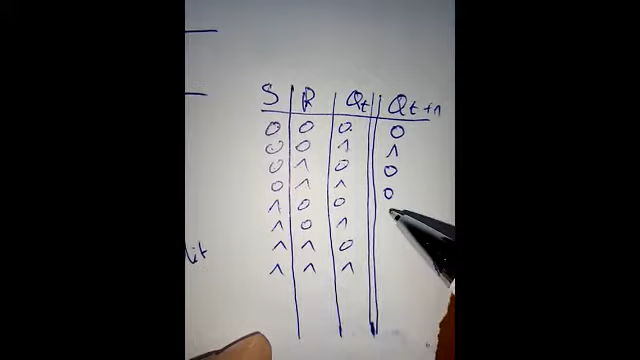 S R Qt Qt+1
0 0 0 0
0 0 1 1
0 1 0 0
0 1 1 0
1 0 0
1 0 1
1 1 0
1 1 1